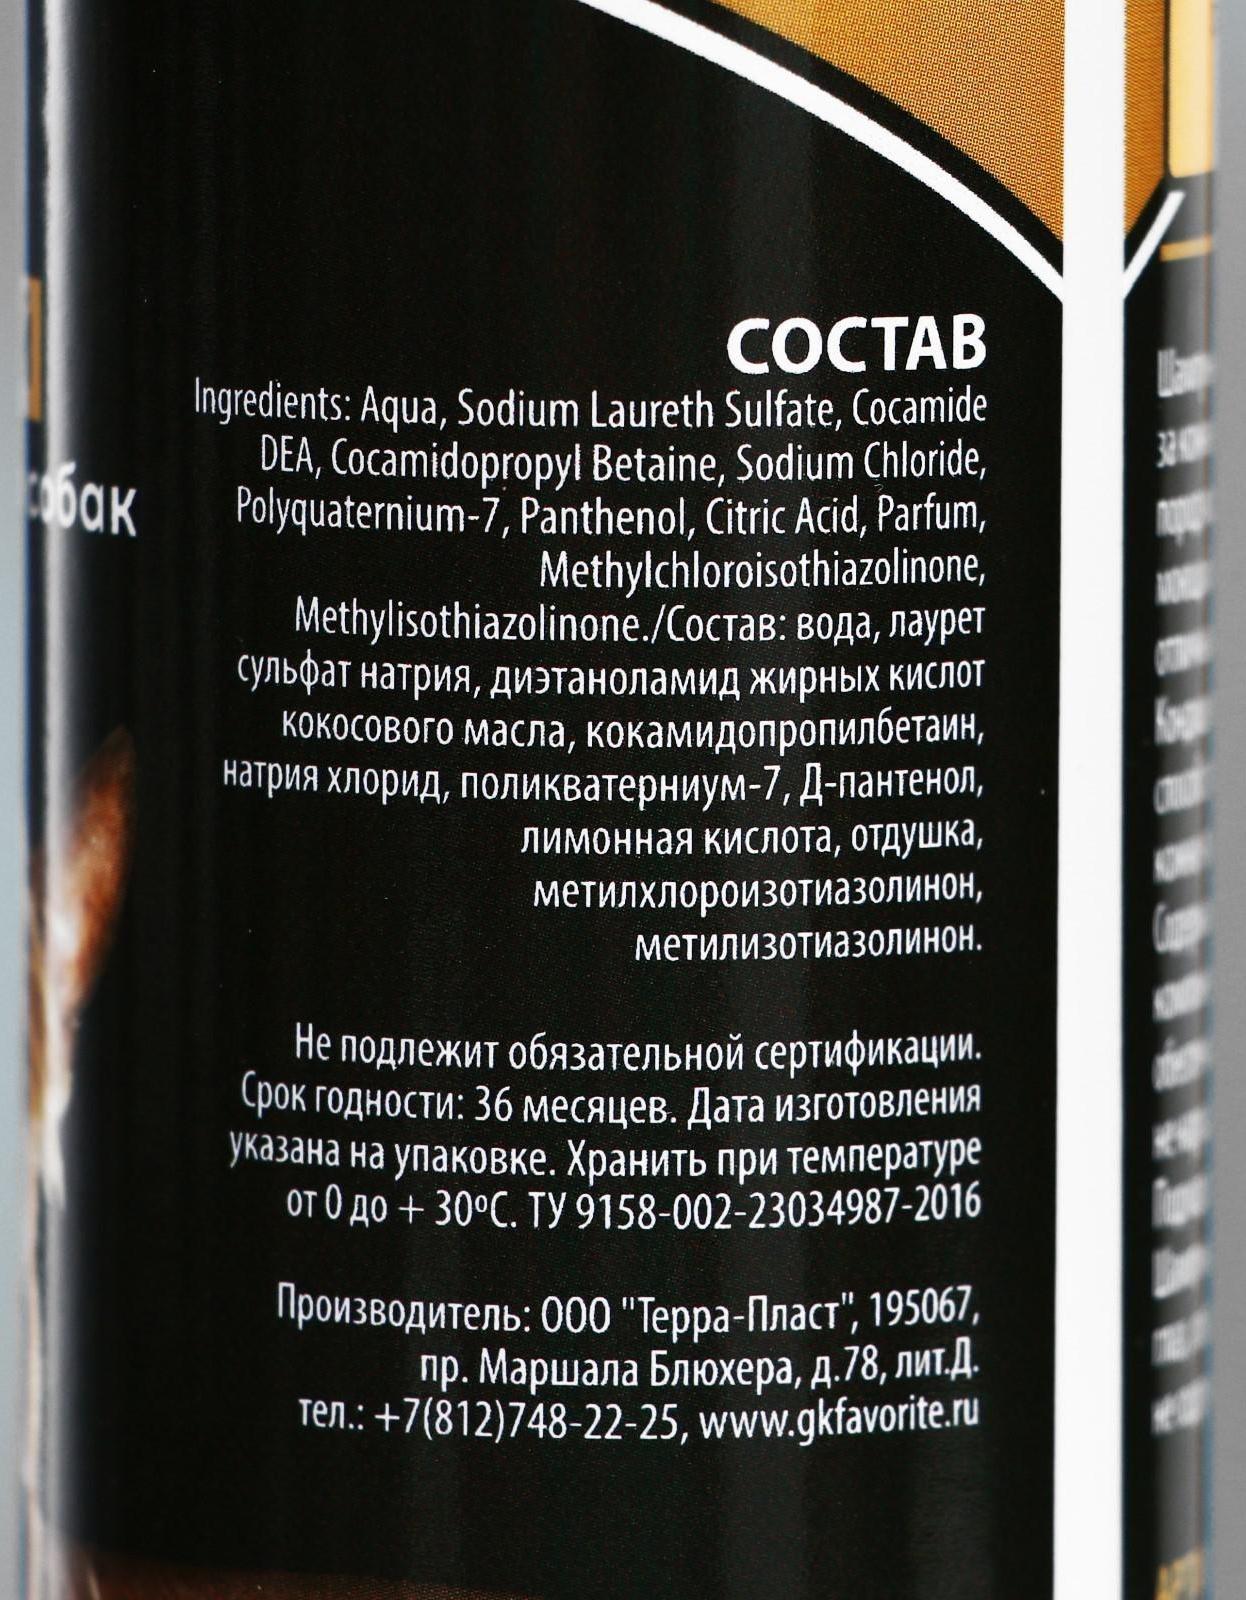 СОСТАВ
Ingredients: Aqua, Sodium Laureth Sulfate, Cocamide
DEA, Cocamidopropyl Betaine, Sodium Chloride,
Polyquaternium-7, Panthenol, Citric Acid, Parfum,
Methylchloroisothiazolinone,
Methylisothiazolinone./Состав: вода, лаурет
сульфат натрия, диэтаноламид жирных кислот
кокосового масла, кокамидопропилбетаин,
натрия хлорид, поликватерниум-7, Д-пантенол,
лимонная кислота, отдушка,
метилхлороизотиазолинон,
метилизотиазолинон.
Не подлежит обязательной сертификации.
Срок годности: 36 месяцев. Дата изготовления
указана на упаковке. Хранить при температуре
от 0 до + 30ºС. ТУ 9158-002-23034987-2016
Производитель: ООО "Терра-Пласт", 195067,
пр. Маршала Блюхера, д.78, лит.Д.
тел.: +7(812)748-22-25, www.gkfavorite.ru
собак